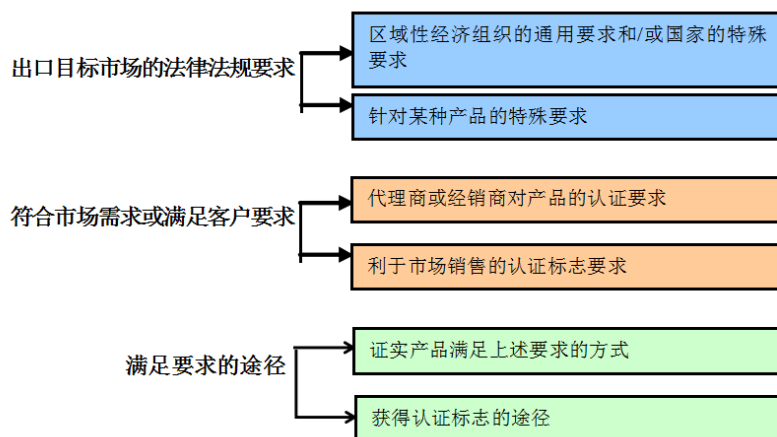 出口目标市场的法律法规要求
区域性经济组织的通用要求和/或国家的特殊
要求
针对某种产品的特殊要求
符合市场需求或满足客户要求
代理商或经销商对产品的认证要求
利于市场销售的认证标志要求
满足要求的途径
证实产品满足上述要求的方式
获得认证标志的途径